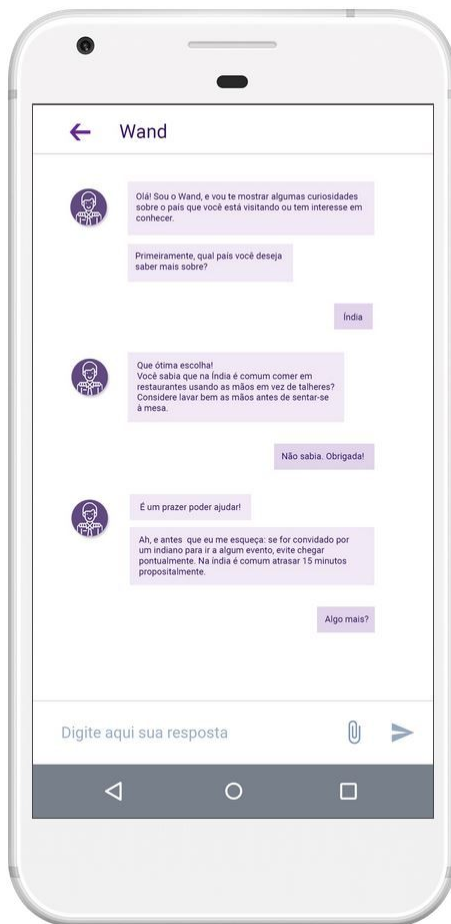 Wand
Olá! Sou o Wand, e vou te mostrar algumas curiosidades
sobre o país que você está visitando ou tem interesse em
conhecer.
Primeiramente, qual país você deseja
saber mais sobre?
Índia
Que ótima escolha!
Você sabia que na Índia é comum comer em
restaurantes usando as mãos em vez de talheres?
Considere lavar bem as mãos antes de sentar-se
à mesa.
Não sabia. Obrigada!
É um prazer poder ajudar!
Ah, e antes que eu me esqueça: se for convidado por
um indiano para ir a algum evento, evite chegar
pontualmente. Na índia é comum atrasar 15 minutos
propositalmente.
Algo mais?
Digite aqui sua resposta